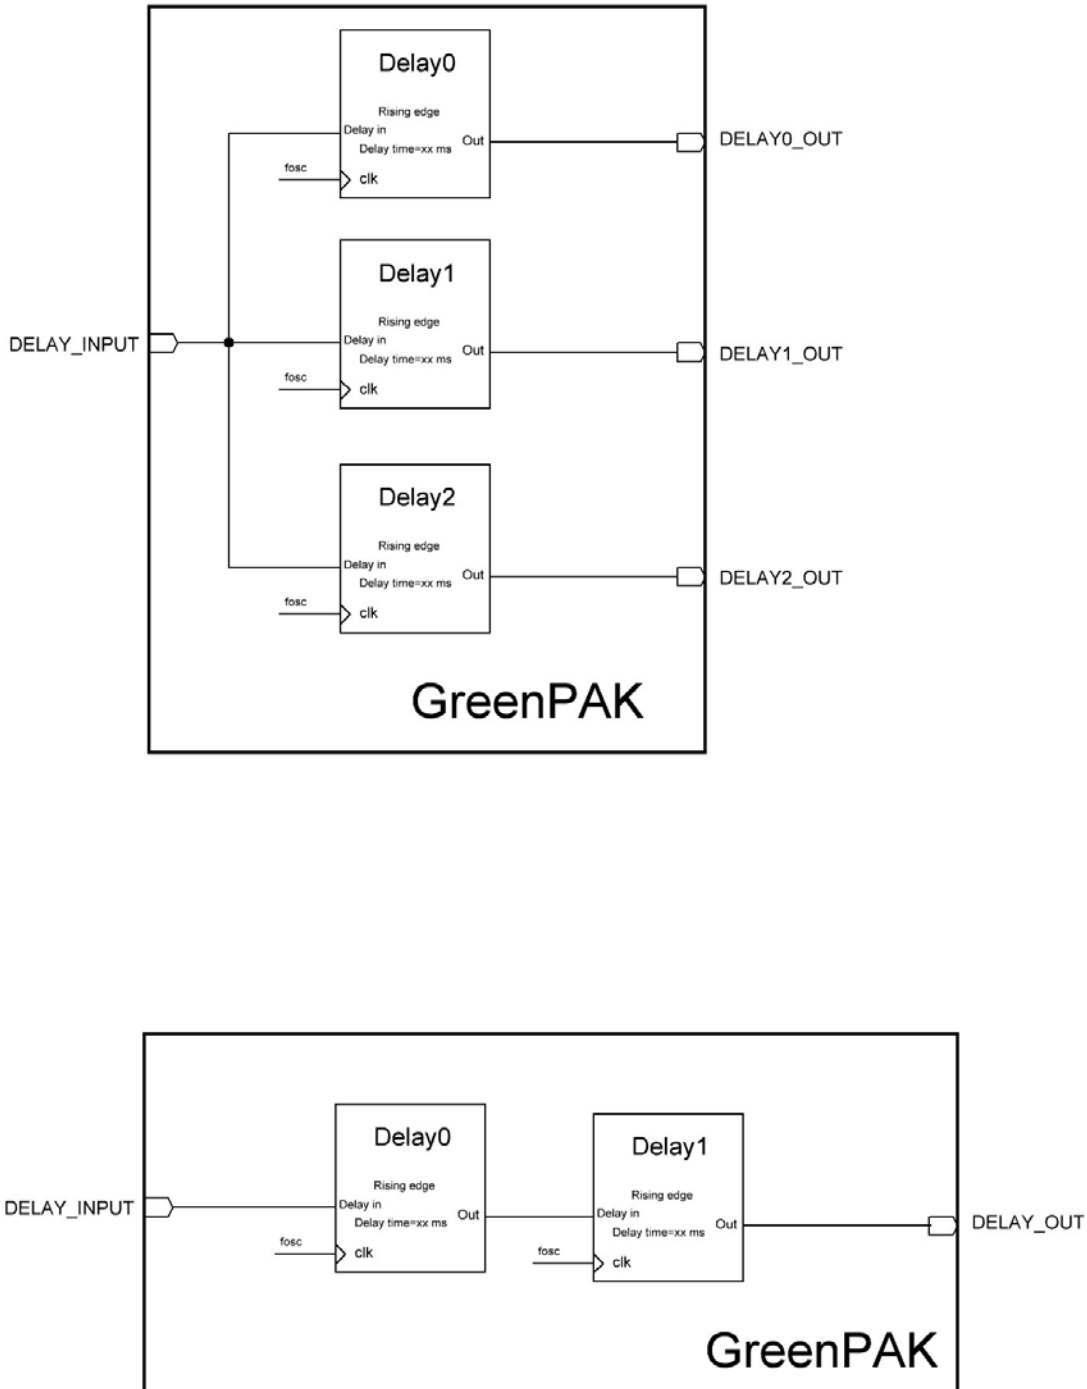 Delay0
Rising edge
Delay in
Out
Delay time=xx ms
fosc
clk
DELAY0_OUT
Delay1
Rising edge
DELAY_INPUT
Delay in
Out
Delay time=xx ms
fosc
clk
DELAY1_OUT
Delay2
Rising edge
Delay in
Out
Delay time=xx ms
fosc
clk
DELAY2_OUT
GreenPAK
DELAY_INPUT
Delay0
Rising edge
Delay in
Out
Delay time=xx ms
fosc
clk
Delay1
Rising edge
Delay in
Out
Delay time=xx ms
fosc
clk
DELAY_OUT
GreenPAK